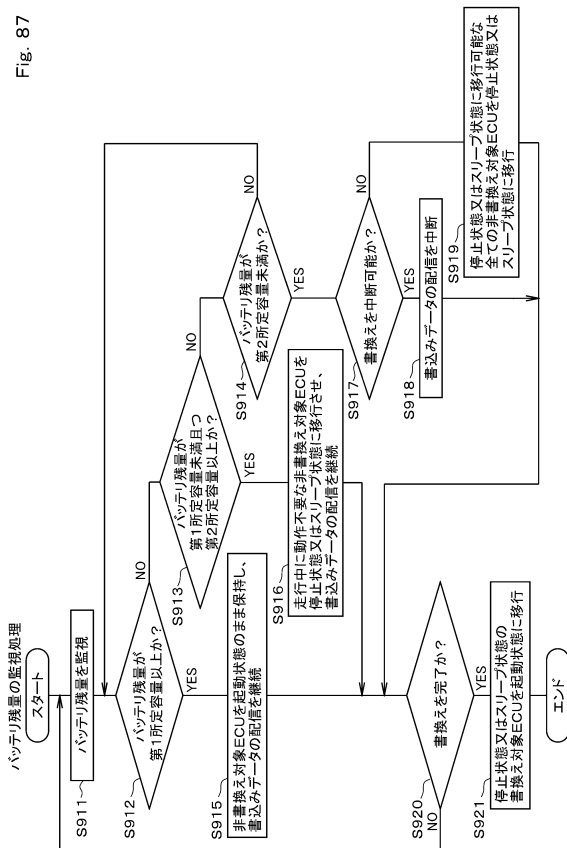 Fig. 87
バッテリ残量の監視処理
スタート
S911
バッテリ残量を監視
S912
バッテリ残量が
第1所定容量以上か？
NO
YES
S913
バッテリ残量が
第1所定容量未満且つ
第2所定容量以上か？
NO
YES
S914
バッテリ残量が
第2所定容量未満か？
NO
YES
S915
非書換え対象ECUを起動状態のまま保持し、
書込みデータの配信を継続
S916
走行中に動作不要な非書換え対象ECUを
停止状態又はスリープ状態に移行させ、
書込みデータの配信を継続
S917
書換えを中断可能か？
NO
YES
S918
書込みデータの配信を中断
S919
停止状態又はスリープ状態に移行可能な
全ての非書換え対象ECUを停止状態又は
スリープ状態に移行
S920
書換えを完了か？
NO
YES
S921
停止状態又はスリープ状態の
書換え対象ECUを起動状態に移行
エンド